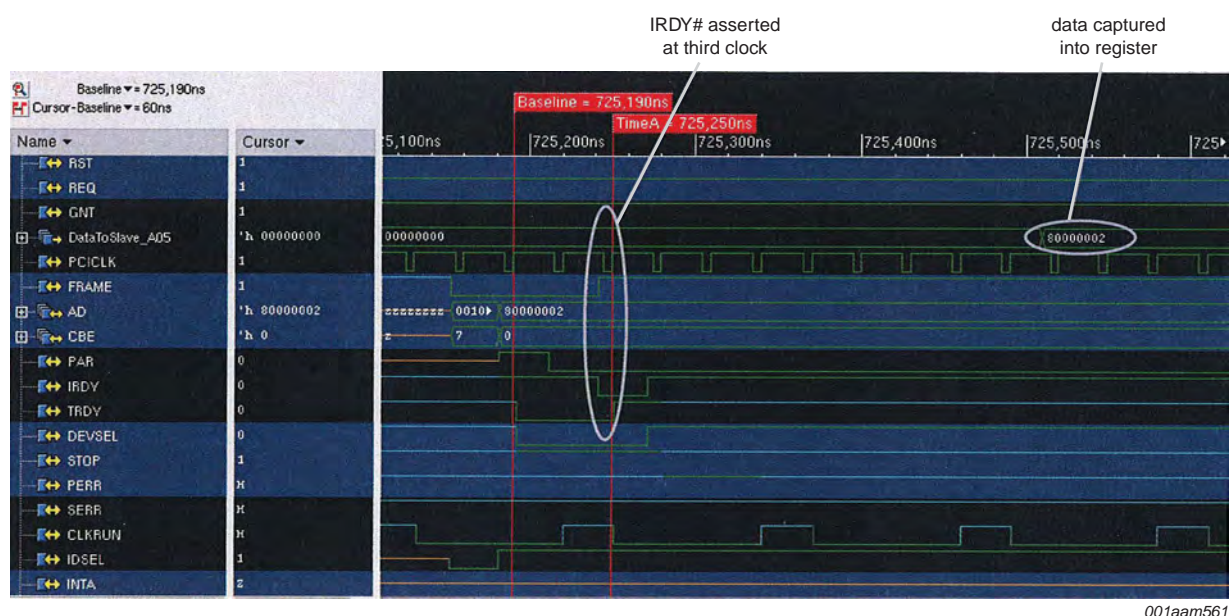 IRDY# asserted
at third clock
data captured
into register
Baseline ▾= 725,190ns
Cursor-Baseline ▾= 60ns
Baseline = 725,190ns
TimeA = 725,250ns
Name ▾ Cursor ▾ 725,200ns 725,300ns 725,400ns 725,500ns
RST 1
REQ 1
GNT 1
DataToSlave_A05 'h 00000000 00000000 80000002
PCICLK 1
FRAME 1
AD 'h 80000002 zzzzzzzz 0010 80000002
CBE 'h 0 z 7 0
PAR 0
IRDY 0
TRDY 0
DEVSEL 0
STOP 1
PERR H
SERR H
CLKRUN H
IDSEL 1
INTA z
001aam561